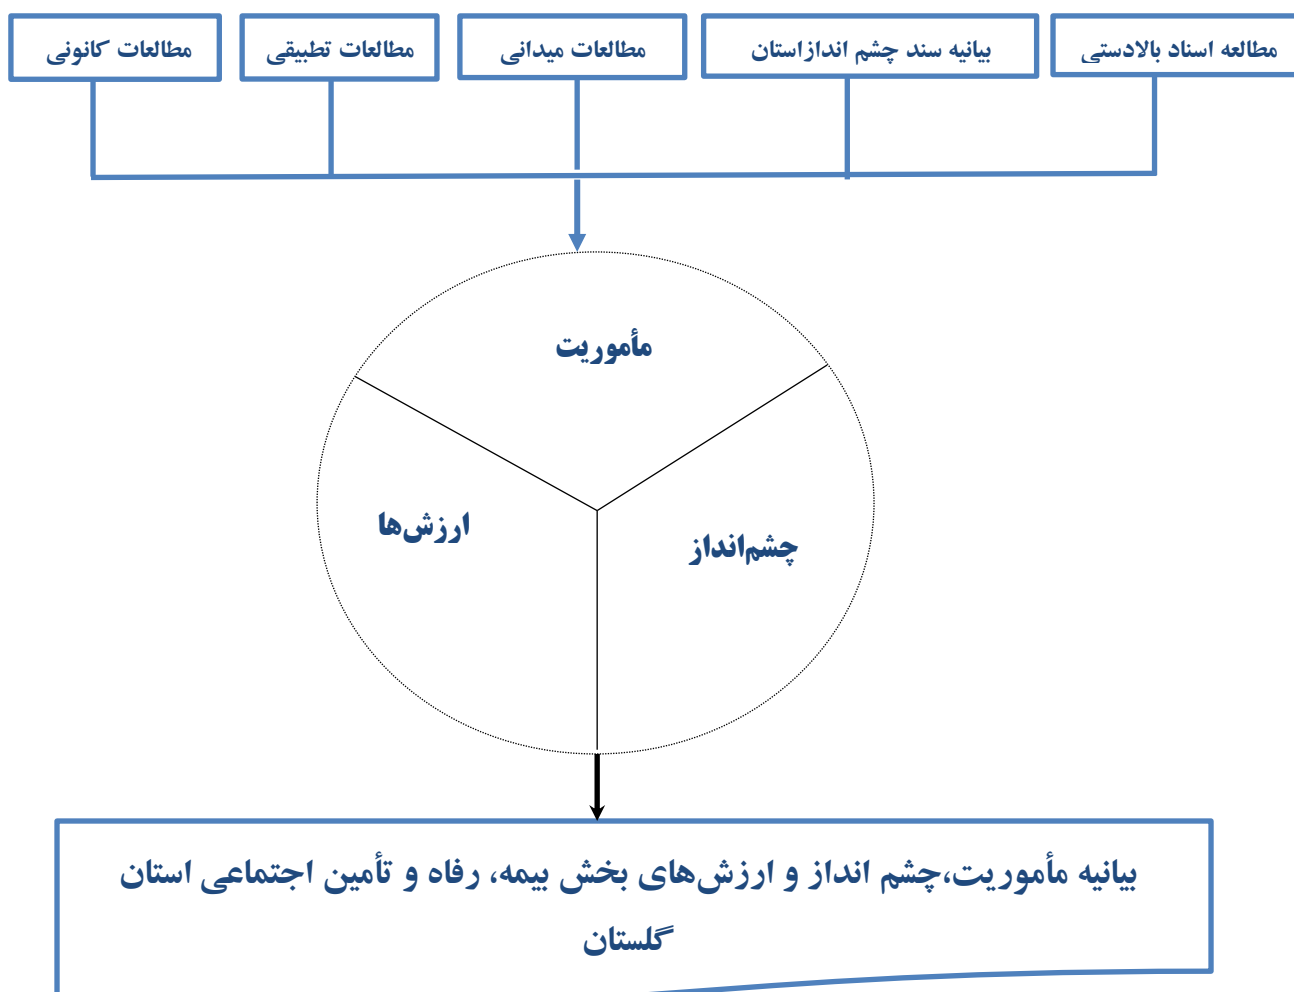 مطالعه اسناد بالادستی
بیانیه سند چشم اندازاستان
مطالعات میدانی
مطالعات تطبیقی
مطالعات کانونی
مأموریت
چشم‌انداز
ارزش‌ها
بیانیه مأموریت،چشم انداز و ارزش‌های بخش بیمه، رفاه و تأمین اجتماعی استان
گلستان